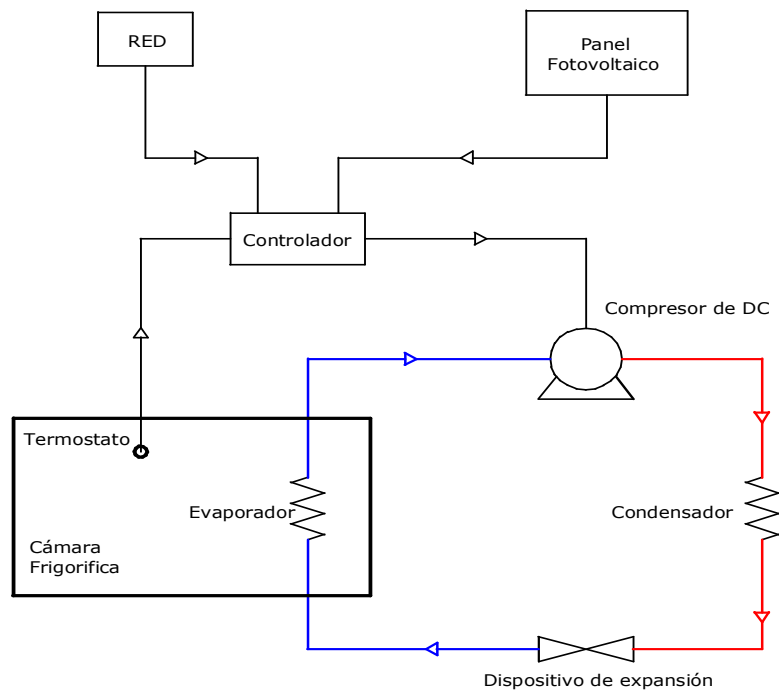 RED
Panel
Fotovoltaico
Controlador
Compresor de DC
Termostato
Evaporador
Condensador
Cámara
Frigorifica
Dispositivo de expansión